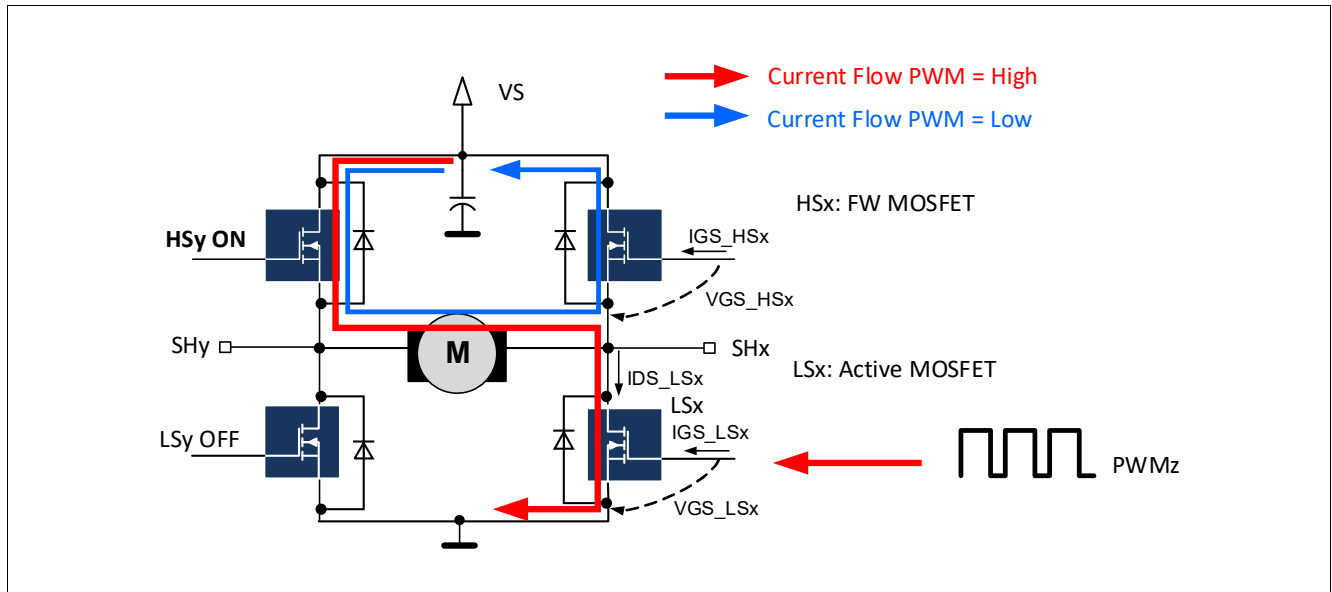 VS
Current Flow PWM = High
Current Flow PWM = Low
HSx: FW MOSFET
HSy ON
IGS_HSx
VGS_HSx
SHy
M
SHx
LSx: Active MOSFET
IDS_LSx
LSx
LSy OFF
IGS_LSx
PWMz
VGS_LSx